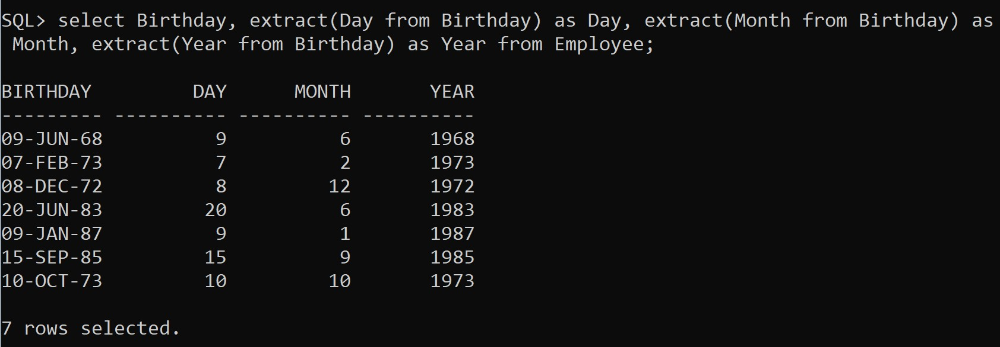 SQL> select Birthday, extract(Day from Birthday) as Day, extract(Month from Birthday) as
 Month, extract(Year from Birthday) as Year from Employee;

BIRTHDAY         DAY      MONTH       YEAR
--------- ---------- ---------- ----------
09-JUN-68          9          6       1968
07-FEB-73          7          2       1973
08-DEC-72          8         12       1972
20-JUN-83         20          6       1983
09-JAN-87          9          1       1987
15-SEP-85         15          9       1985
10-OCT-73         10         10       1973

7 rows selected.